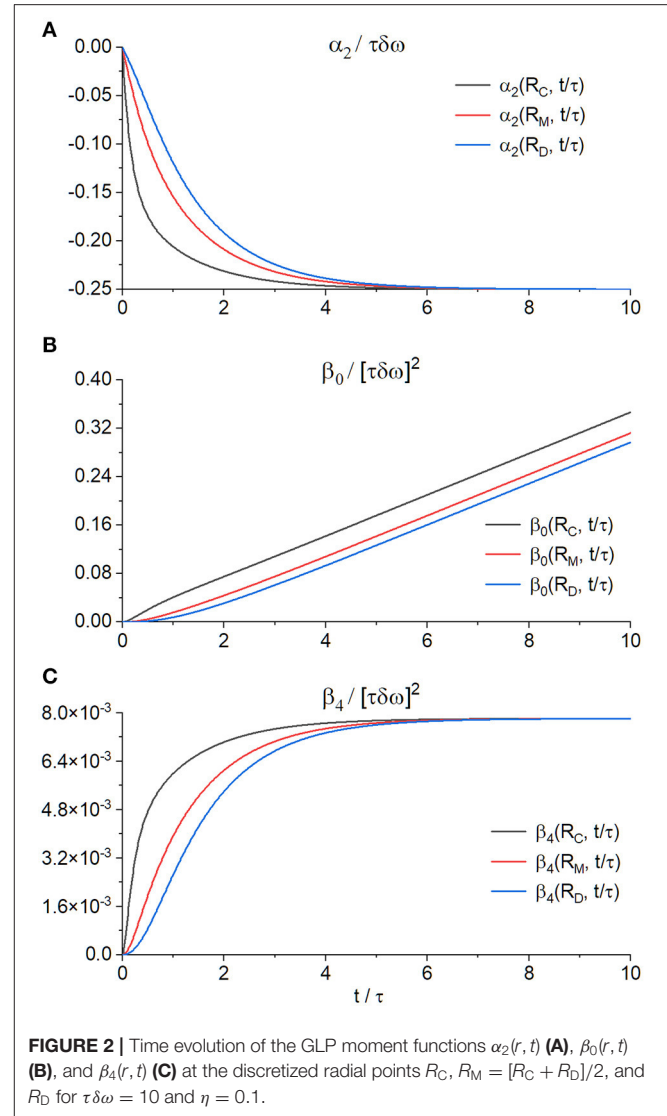 A
α₂ / τδω
0.00
-0.05
-0.10
-0.15
-0.20
-0.25
α₂(R_C, t/τ)
α₂(R_M, t/τ)
α₂(R_D, t/τ)
0 2 4 6 8 10
B
β₀ / [τδω]²
0.40
0.32
0.24
0.16
0.08
0.00
β₀(R_C, t/τ)
β₀(R_M, t/τ)
β₀(R_D, t/τ)
0 2 4 6 8 10
C
β₄ / [τδω]²
8.0×10⁻³
6.4×10⁻³
4.8×10⁻³
3.2×10⁻³
1.6×10⁻³
0.0
β₄(R_C, t/τ)
β₄(R_M, t/τ)
β₄(R_D, t/τ)
0 2 4 6 8 10
t / τ
FIGURE 2 | Time evolution of the GLP moment functions α₂(r, t) (A), β₀(r, t)
(B), and β₄(r, t) (C) at the discretized radial points R_C, R_M = [R_C + R_D]/2, and
R_D for τδω = 10 and η = 0.1.